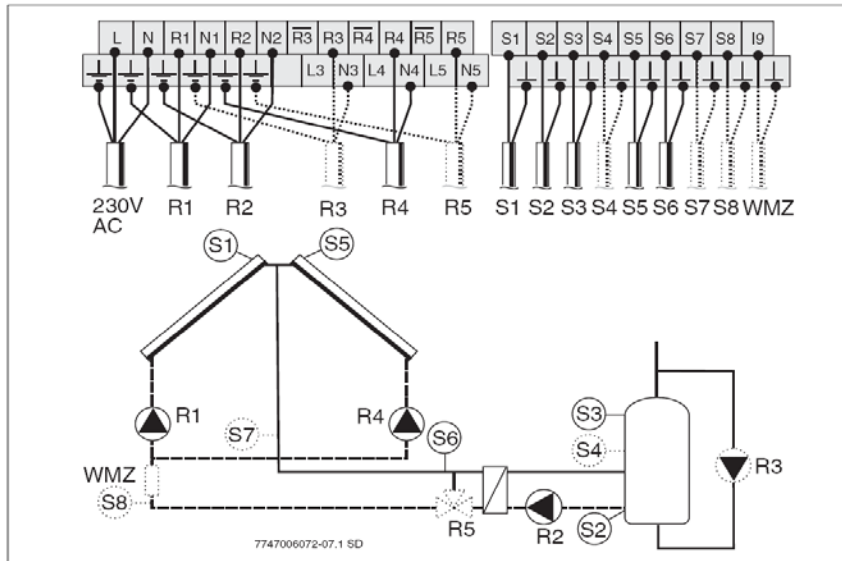 L N R1 N1 R2 N2 R3 R3 R4 R4 R5 R5 S1 S2 S3 S4 S5 S6 S7 S8 I9
L3 N3 L4 N4 L5 N5
230V AC R1 R2 R3 R4 R5 S1 S2 S3 S4 S5 S6 S7 S8 WMZ
S1 S5
R1 S7 R4 S6 S3
S4
WMZ R3
S8
R5 R2 S2
7747006072-07.1 SD